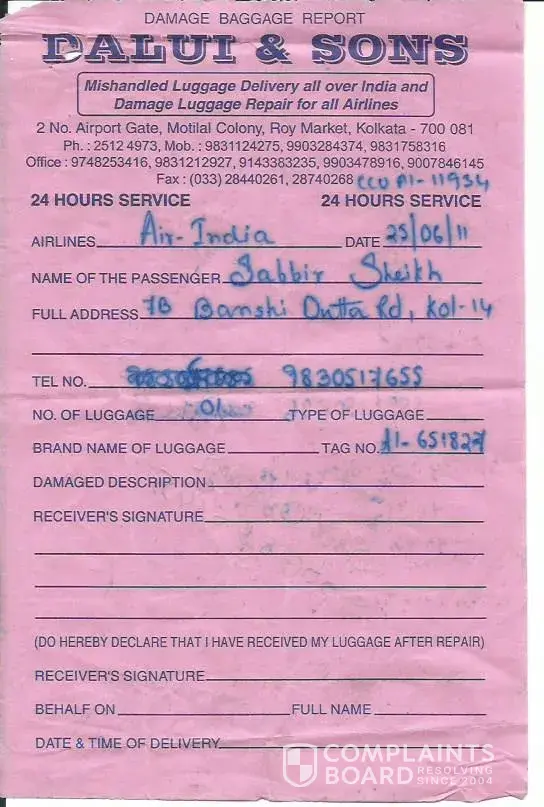 DAMAGE BAGGAGE REPORT
DALUI & SONS
Mishandled Luggage Delivery all over India and
Damage Luggage Repair for all Airlines
2 No. Airport Gate, Motilal Colony, Roy Market, Kolkata - 700 081
Ph. : 2512 4973, Mob. : 9831124275, 9903284374, 9831758316
Office : 9748253416, 9831212927, 9143383235, 9903478916, 9007846145
Fax : (033) 28440261, 28740268 CCU AI-11934
24 HOURS SERVICE 24 HOURS SERVICE
AIRLINES Air-India DATE 25/06/11
NAME OF THE PASSENGER Sabbir Sheikh
FULL ADDRESS 7B Banshi Dutta Rd, Kol-14
TEL NO. 9830517655
NO. OF LUGGAGE 01 TYPE OF LUGGAGE
BRAND NAME OF LUGGAGE TAG NO. AI-651827
DAMAGED DESCRIPTION
RECEIVER'S SIGNATURE
(DO HEREBY DECLARE THAT I HAVE RECEIVED MY LUGGAGE AFTER REPAIR)
RECEIVER'S SIGNATURE
BEHALF ON FULL NAME
DATE & TIME OF DELIVERY
COMPLAINTS
BOARD RESOLVING
SINCE 2004